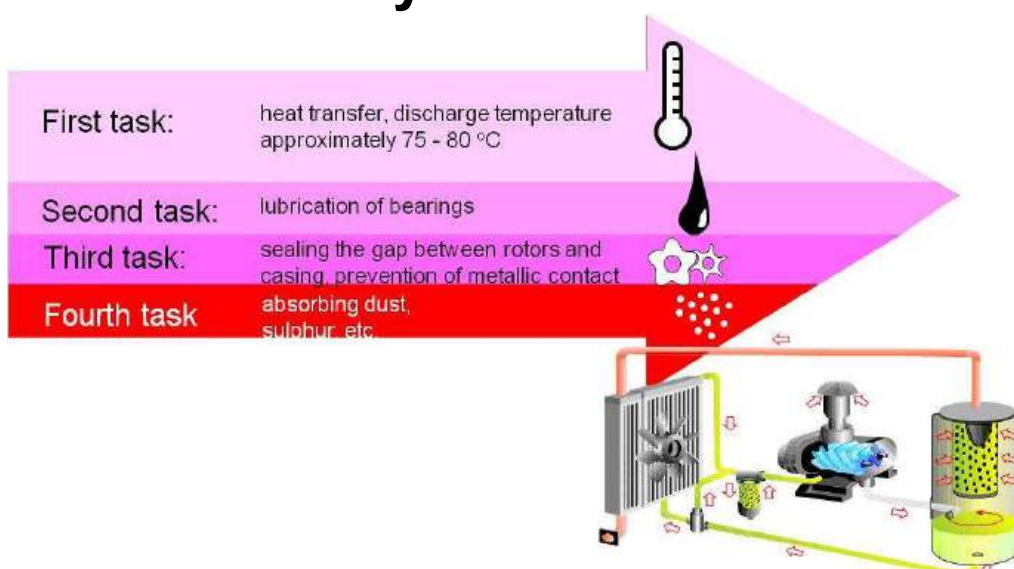 First task:
heat transfer, discharge temperature
approximately 75 - 80 °C
Second task:
lubrication of bearings
Third task:
sealing the gap between rotors and
casing, prevention of metallic contact
Fourth task
absorbing dust,
sulphur, etc.